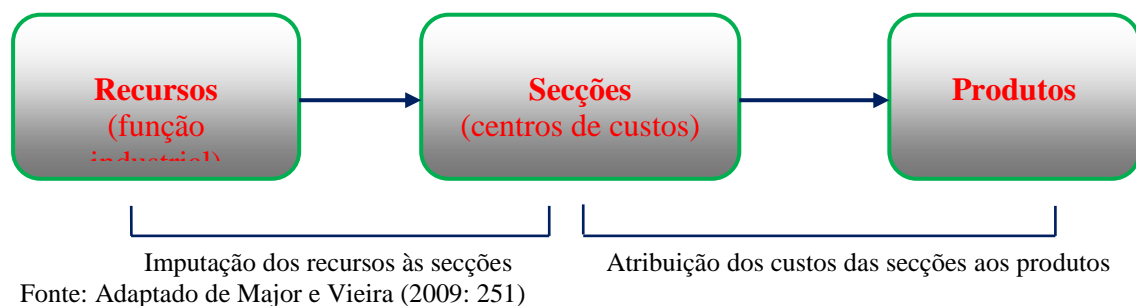 Recursos
(função
industrial)
Secções
(centros de custos)
Produtos
Imputação dos recursos às secções
Atribuição dos custos das secções aos produtos
Fonte: Adaptado de Major e Vieira (2009: 251)